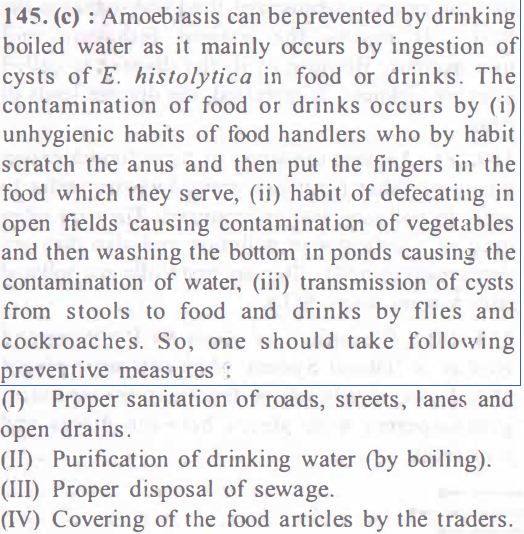 145. (c) : Amoebiasis can be prevented by drinking
boiled water as it mainly occurs by ingestion of
cysts of E. histolytica in food or drinks. The
contamination of food or drinks occurs by (i)
unhygienic habits of food handlers who by habit
scratch the anus and then put the fingers in the
food which they serve, (ii) habit of defecating in
open fields causing contamination of vegetables
and then washing the bottom in ponds causing the
contamination of water, (iii) transmission of cysts
from stools to food and drinks by flies and
cockroaches. So, one should take following
preventive measures :
(I) Proper sanitation of roads, streets, lanes and
open drains.
(II) Purification of drinking water (by boiling).
(III) Proper disposal of sewage.
(IV) Covering of the food articles by the traders.